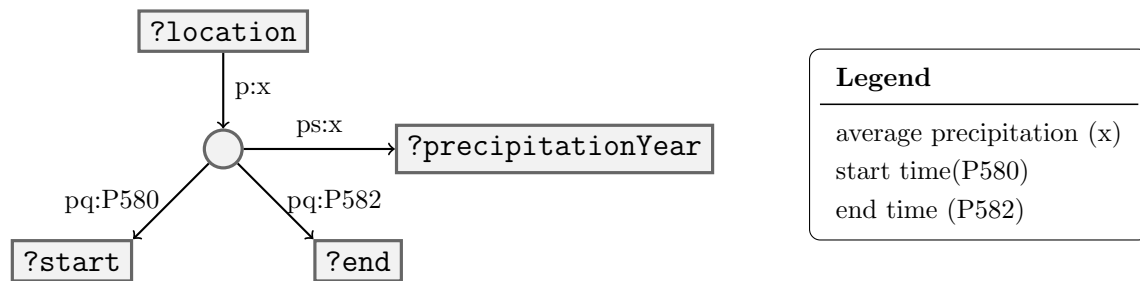 ?location
p:x
ps:x
?precipitationYear
pq:P580
pq:P582
?start
?end
Legend
average precipitation (x)
start time(P580)
end time (P582)